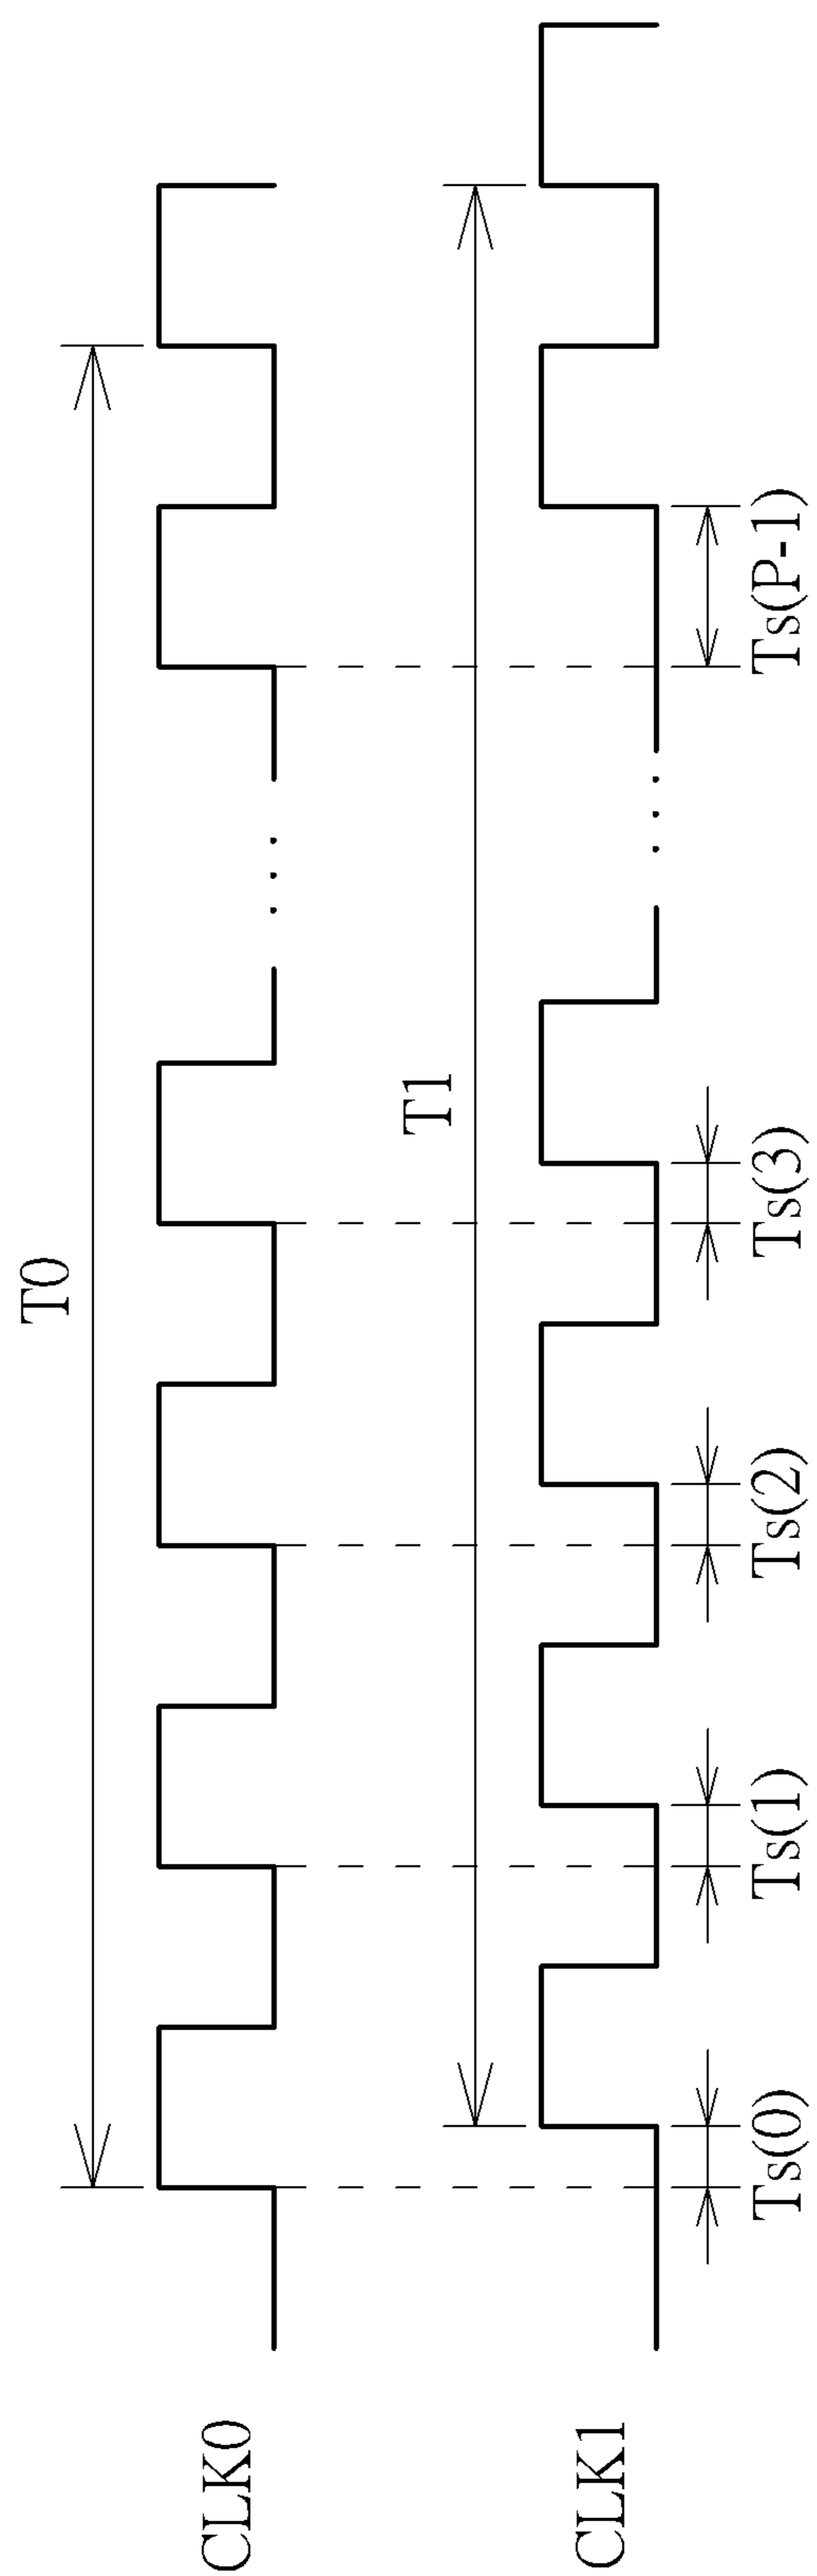 T0
CLK0
T1
CLK1
Ts(0)
Ts(1)
Ts(2)
Ts(3)
Ts(P-1)